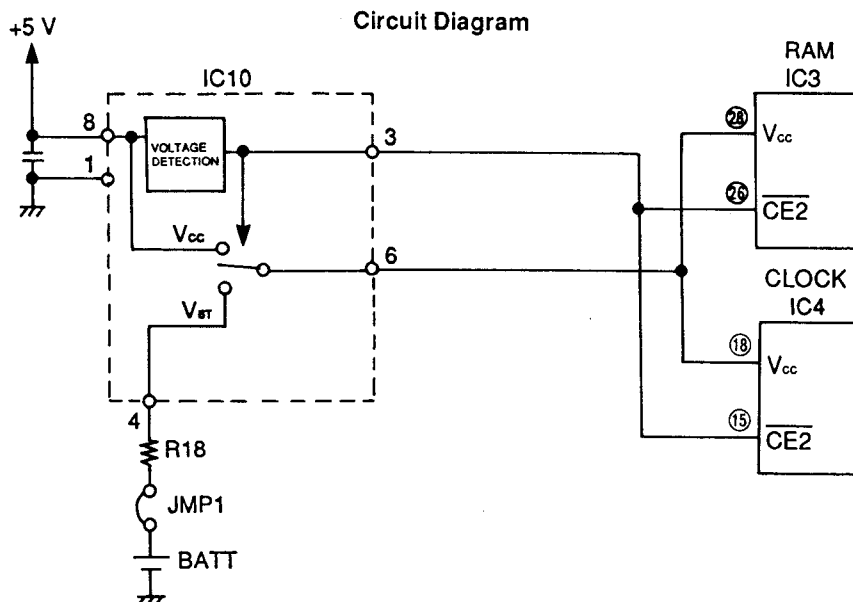 Circuit Diagram
+5 V
IC10
RAM
IC3
8
VOLTAGE
DETECTION
3
28
Vcc
1
26
CE2
Vcc
6
CLOCK
IC4
VBT
18
Vcc
4
15
CE2
R18
JMP1
BATT